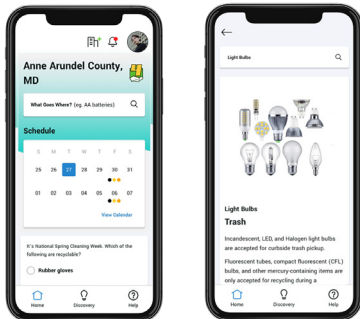 Anne Arundel County,
MD
What Goes Where? (eg. AA batteries)
Schedule
S M T W T F S
25 26 27 28 29 30 31
01 02 03 04 05 06 07
View Calendar
It's National Spring Cleaning Week. Which of the
following are recyclable?
Rubber gloves
Home Discovery Help
Light Bulbs
Light Bulbs
Trash
Incandescent, LED, and Halogen light bulbs
are accepted for curbside trash pickup.
Fluorescent tubes, compact fluorescent (CFL)
bulbs, and other mercury-containing items are
only accepted for recycling during a
Home Discovery Help